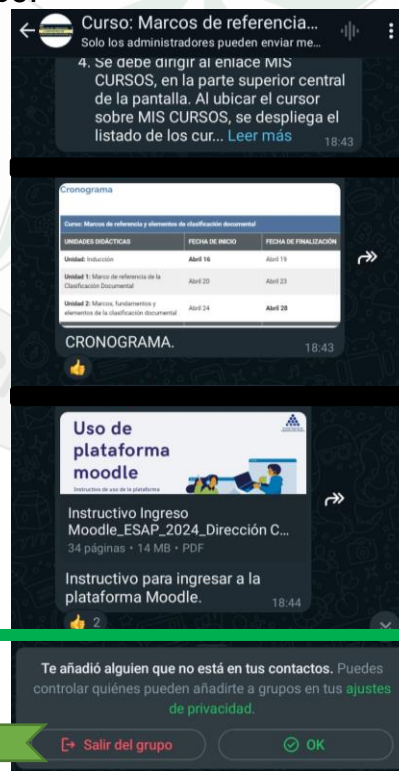 Curso: Marcos de referencia...
Solo los administradores pueden enviar me...
4. Se debe dirigir al enlace MIS
CURSOS, en la parte superior central
de la pantalla. Al ubicar el cursor
sobre MIS CURSOS, se despliega el
listado de los cur... Leer más
18:43
Cronograma
Curso: Marcos de referencia y elementos de clasificación documental
UNIDADES DIDÁCTICAS FECHA DE INICIO FECHA DE FINALIZACIÓN
Unidad: Inducción Abril 16 Abril 19
Unidad 1: Marco de referencia de la
Clasificación Documental Abril 20 Abril 23
Unidad 2: Marcos, fundamentos y
elementos de la clasificación documental Abril 24 Abril 28
CRONOGRAMA.
18:43
Uso de
plataforma
moodle
Instructivo de uso de la plataforma
Instructivo Ingreso
Moodle_ESAP_2024_Dirección C...
34 páginas • 14 MB • PDF
Instructivo para ingresar a la
plataforma Moodle.
18:44
2
Te añadió alguien que no está en tus contactos. Puedes
controlar quiénes pueden añadirte a grupos en tus ajustes
de privacidad.
Salir del grupo OK